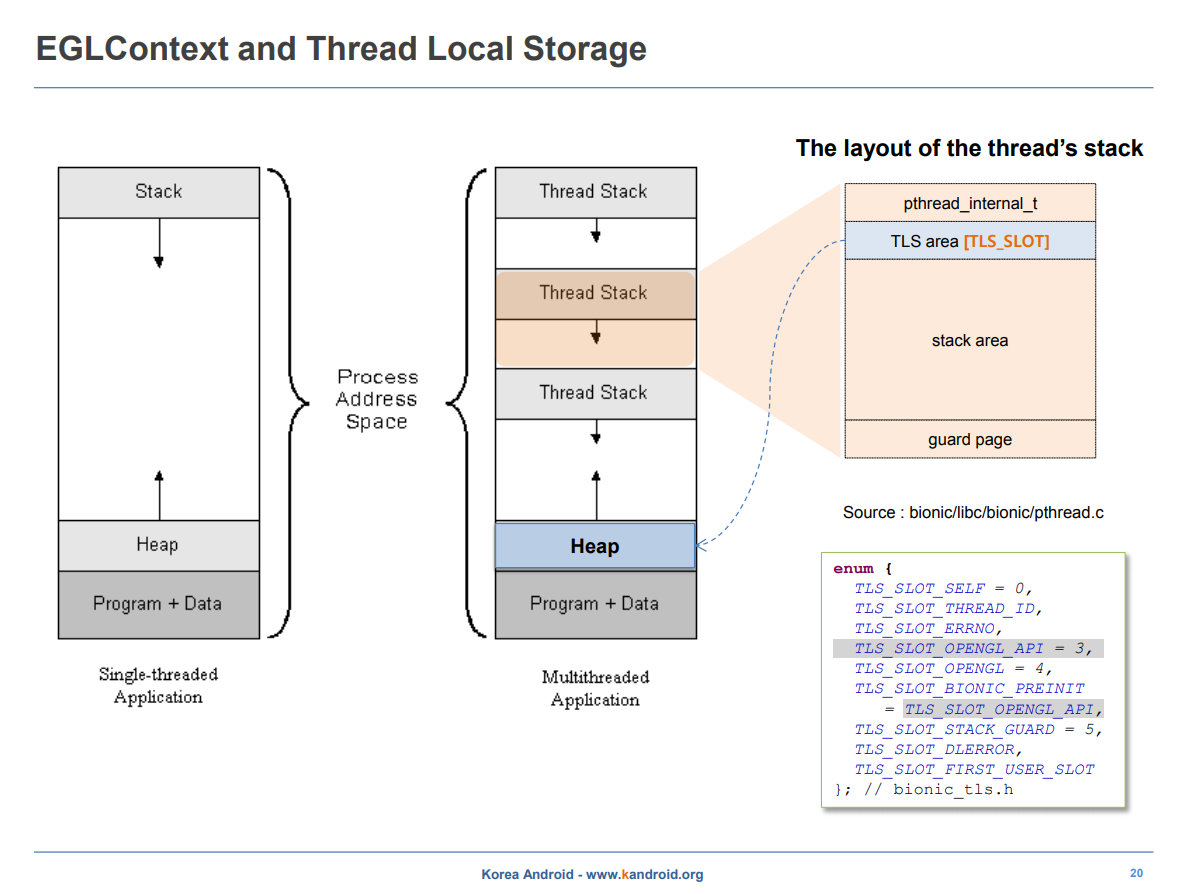 EGLContext and Thread Local Storage
Stack
Heap
Program + Data
Single-threaded
Application
Process
Address
Space
Thread Stack
Thread Stack
Thread Stack
Heap
Program + Data
Multithreaded
Application
The layout of the thread’s stack
pthread_internal_t
TLS area [TLS_SLOT]
stack area
guard page
Source : bionic/libc/bionic/pthread.c
enum {
TLS_SLOT_SELF = 0,
TLS_SLOT_THREAD_ID,
TLS_SLOT_ERRNO,
TLS_SLOT_OPENGL_API = 3,
TLS_SLOT_OPENGL = 4,
TLS_SLOT_BIONIC_PREINIT
= TLS_SLOT_OPENGL_API,
TLS_SLOT_STACK_GUARD = 5,
TLS_SLOT_DLERROR,
TLS_SLOT_FIRST_USER_SLOT
}; // bionic_tls.h
Korea Android - www.kandroid.org
20